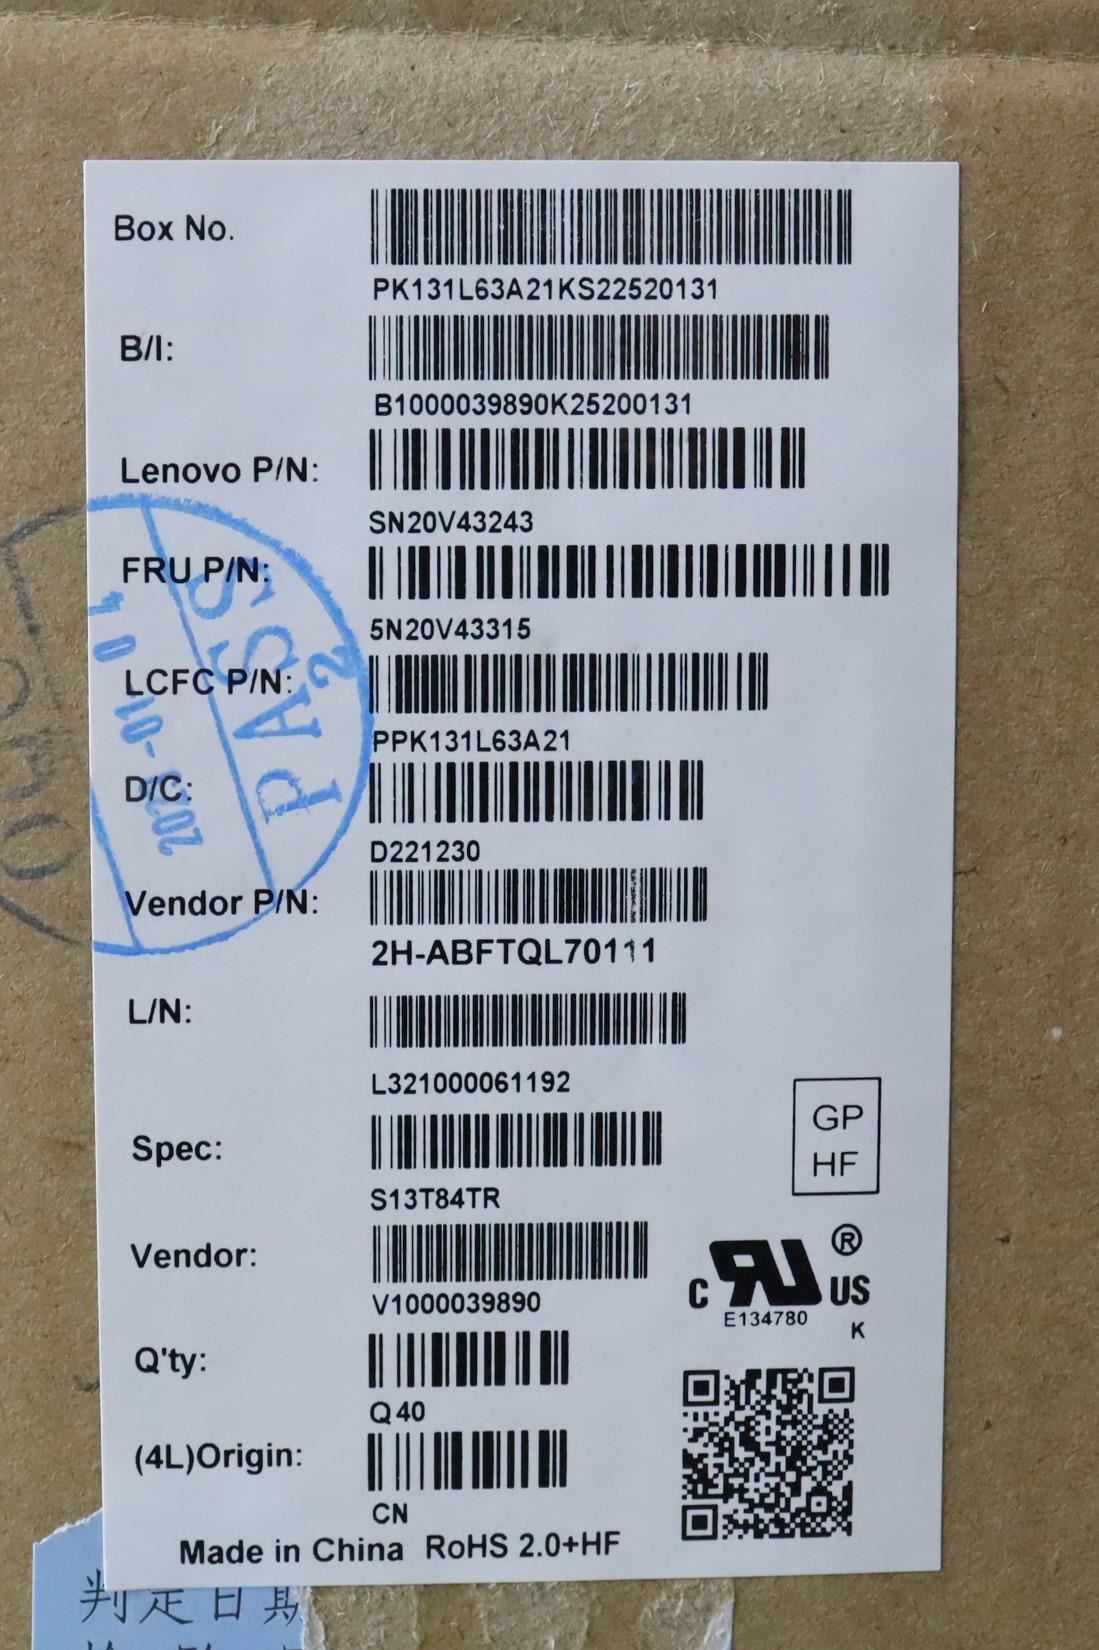 Box No.
PK131L63A21KS22520131
B/I:
B1000039890K25200131
Lenovo P/N:
SN20V43243
FRU P/N:
5N20V43315
LCFC P/N:
PPK131L63A21
D/C:
D221230
Vendor P/N:
2H-ABFTQL70111
L/N:
L321000061192
Spec:
S13T84TR
Vendor:
V1000039890
Q'ty:
Q40
(4L)Origin:
CN
Made in China RoHS 2.0+HF
PASS
2
GP
HF
®
C US
E134780
K
判定日期